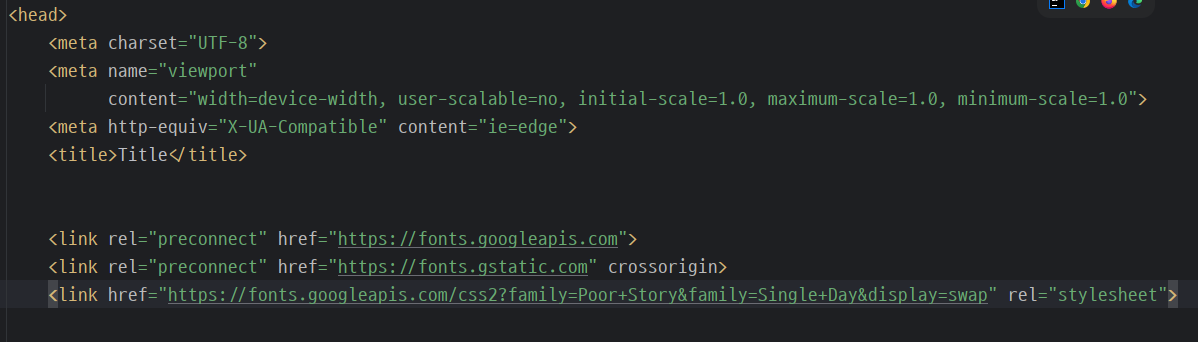 <head>
<meta charset="UTF-8">
<meta name="viewport"
content="width=device-width, user-scalable=no, initial-scale=1.0, maximum-scale=1.0, minimum-scale=1.0">
<meta http-equiv="X-UA-Compatible" content="ie=edge">
<title>Title</title>
<link rel="preconnect" href="https://fonts.googleapis.com">
<link rel="preconnect" href="https://fonts.gstatic.com" crossorigin>
<link href="https://fonts.googleapis.com/css2?family=Poor+Story&family=Single+Day&display=swap" rel="stylesheet">